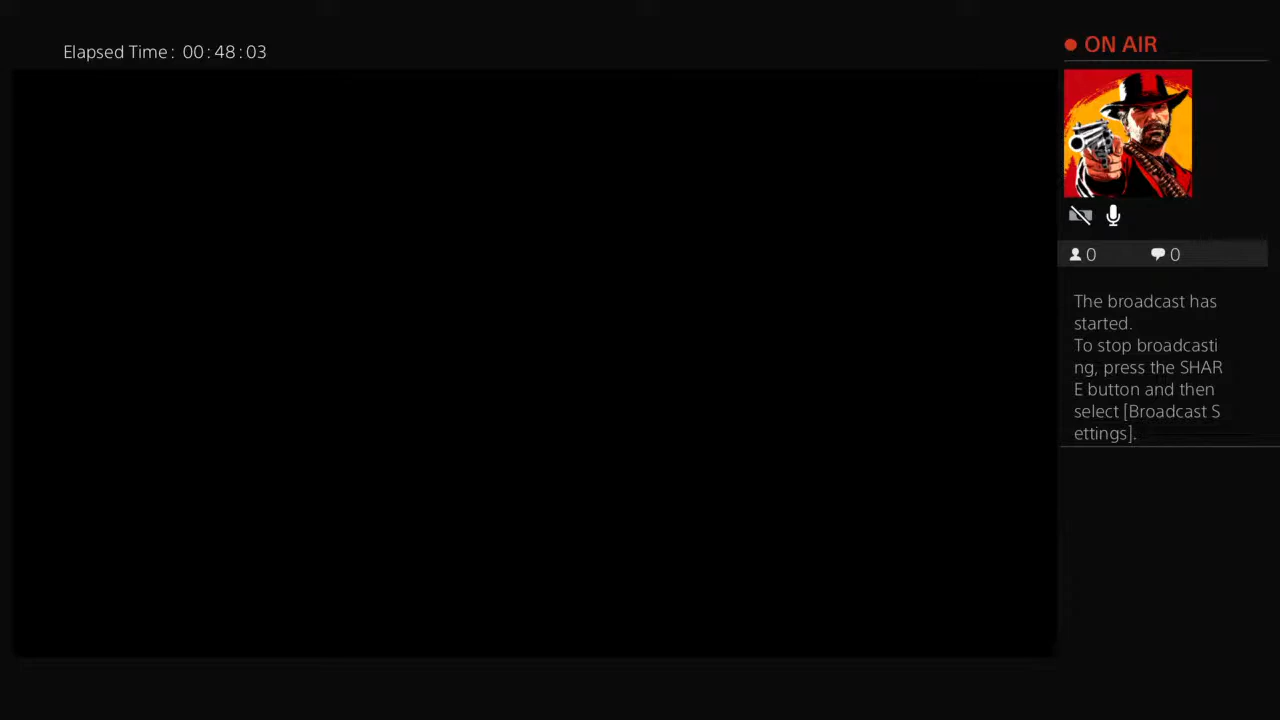 Elapsed Time: 00:48:03
ON AIR
0 0
The broadcast has
started.
To stop broadcasti
ng, press the SHAR
E button and then
select [Broadcast S
ettings].